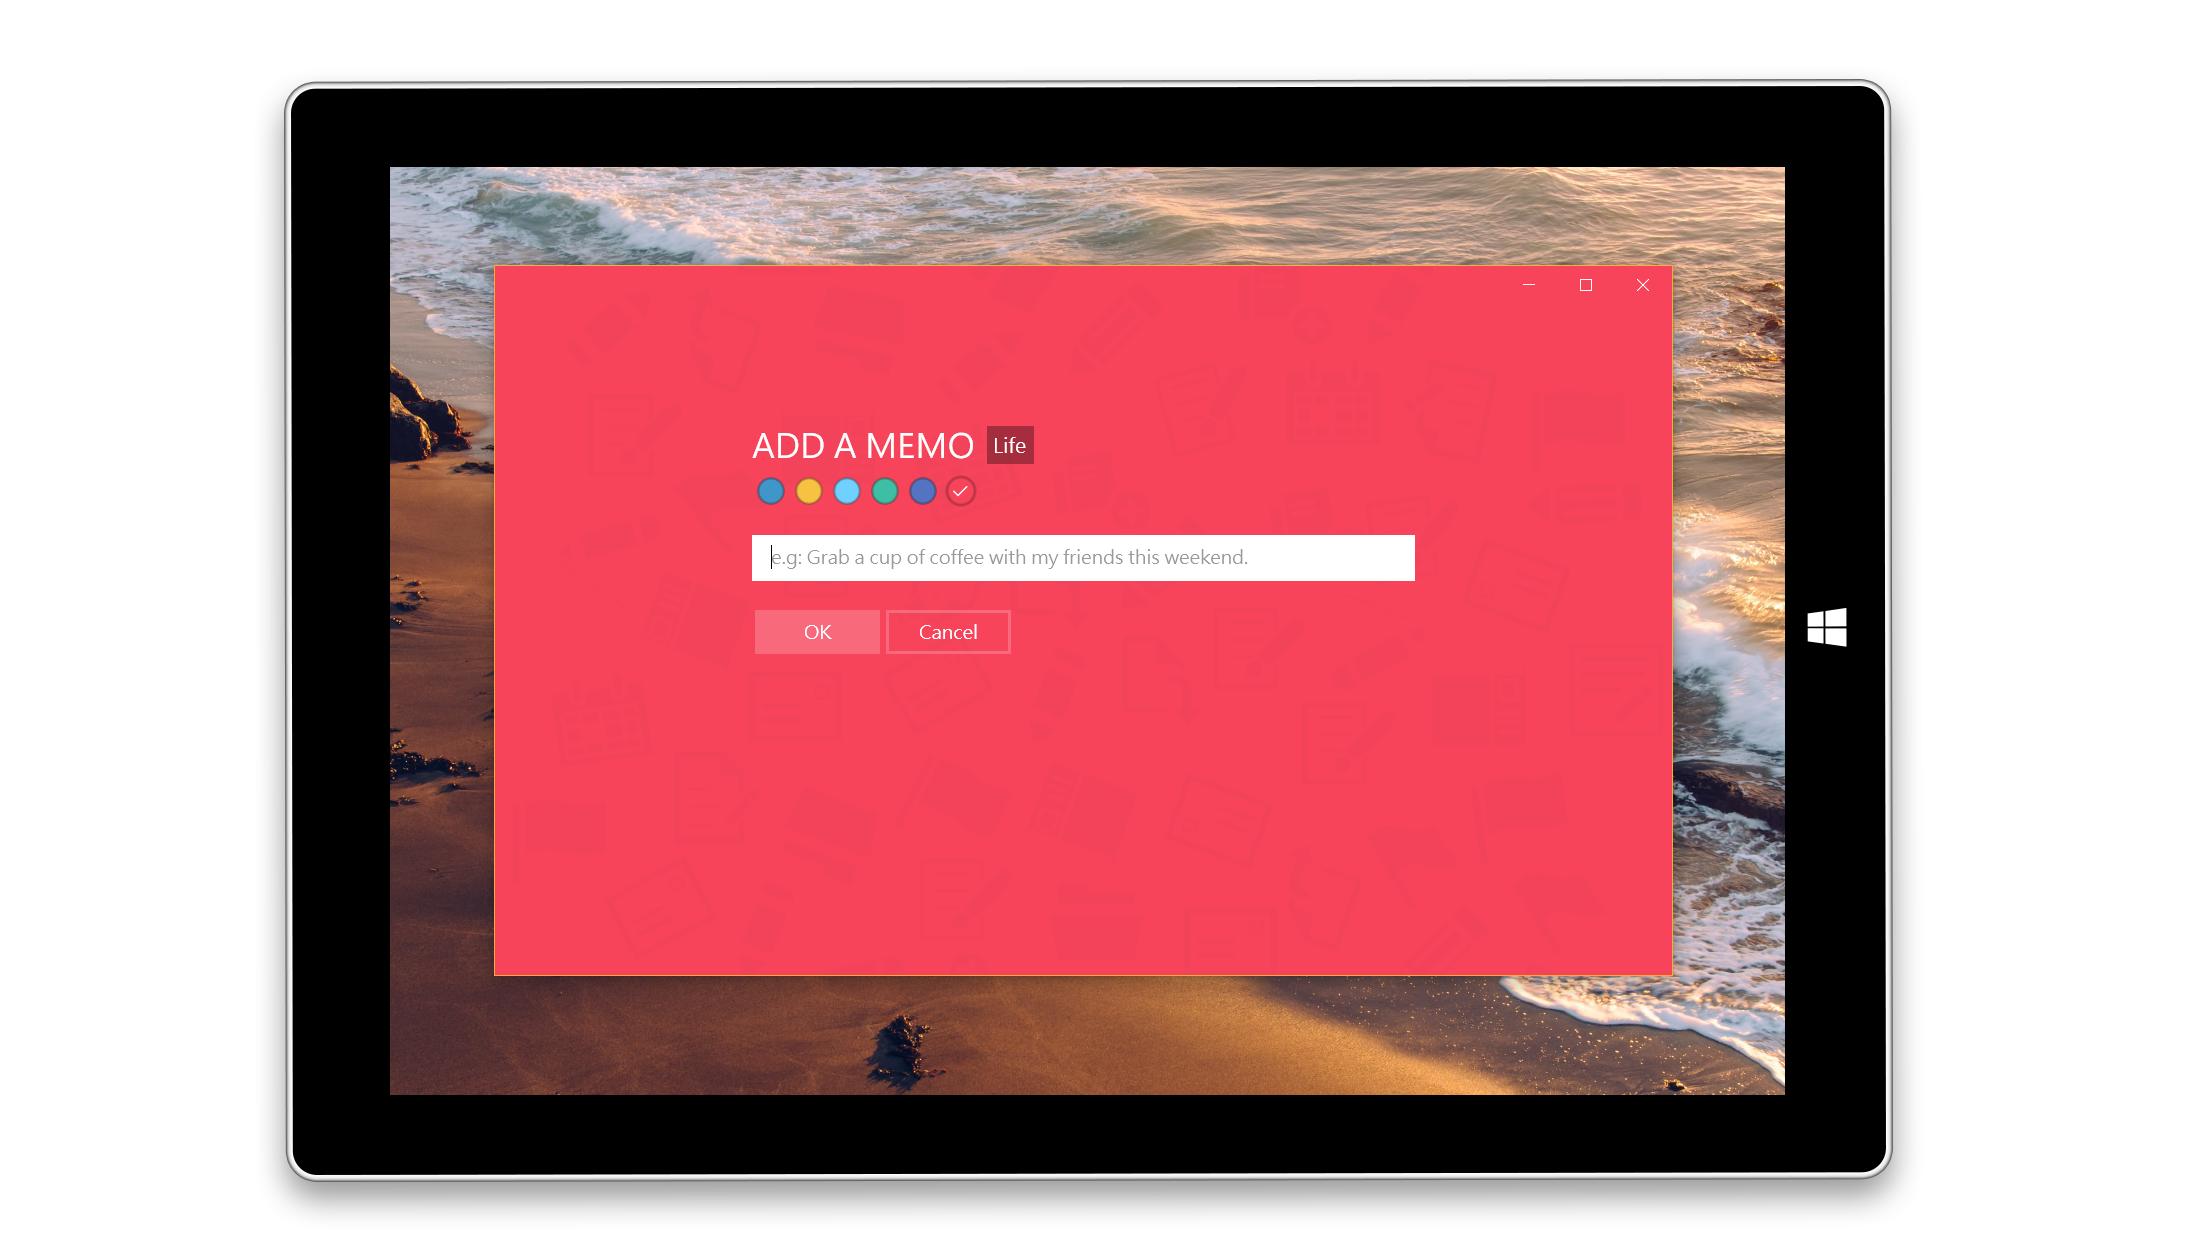 ADD A MEMO Life
e.g: Grab a cup of coffee with my friends this weekend.
OK Cancel